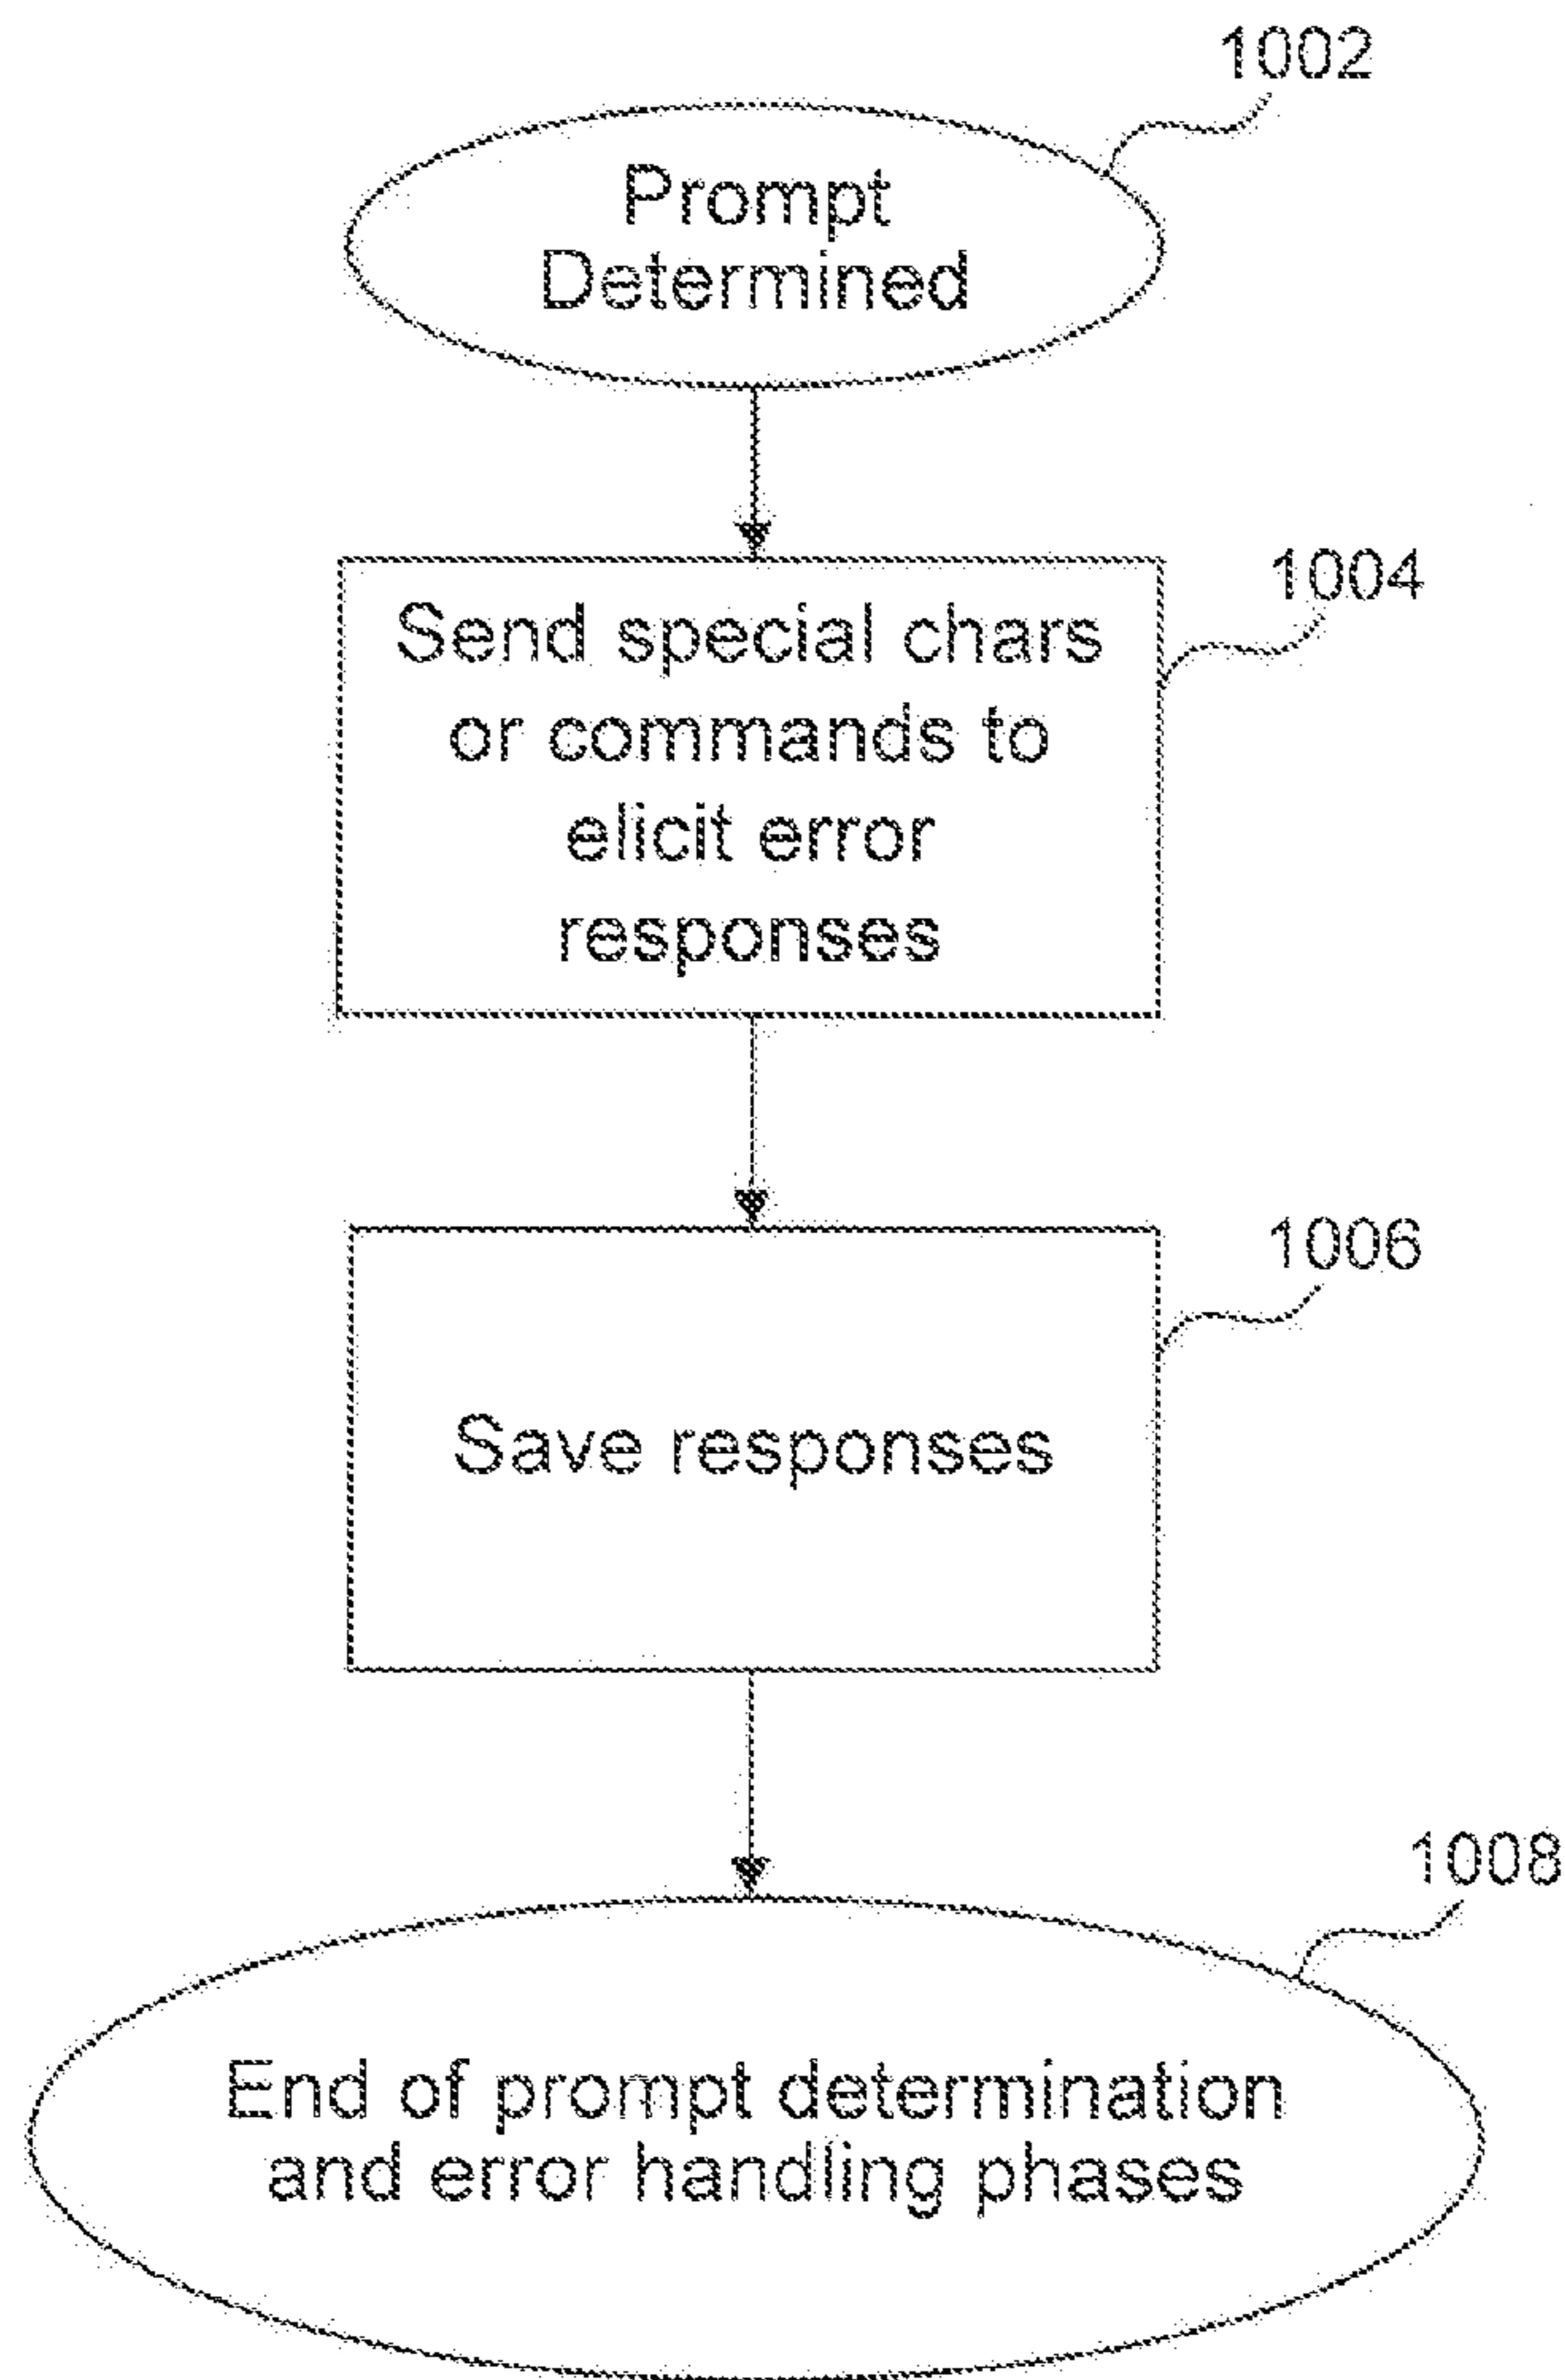 1002
Prompt
Determined
1004
Send special chars
or commands to
elicit error
responses
1006
Save responses
1008
End of prompt determination
and error handling phases